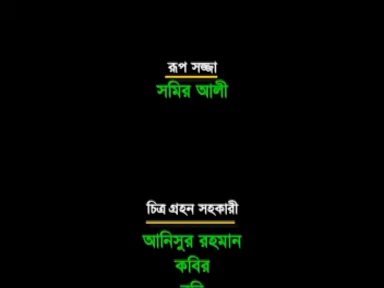 রূপ সজ্জা
সমির আলী
চিত্র গ্রহন সহকারী
আনিসুর রহমান
কবির